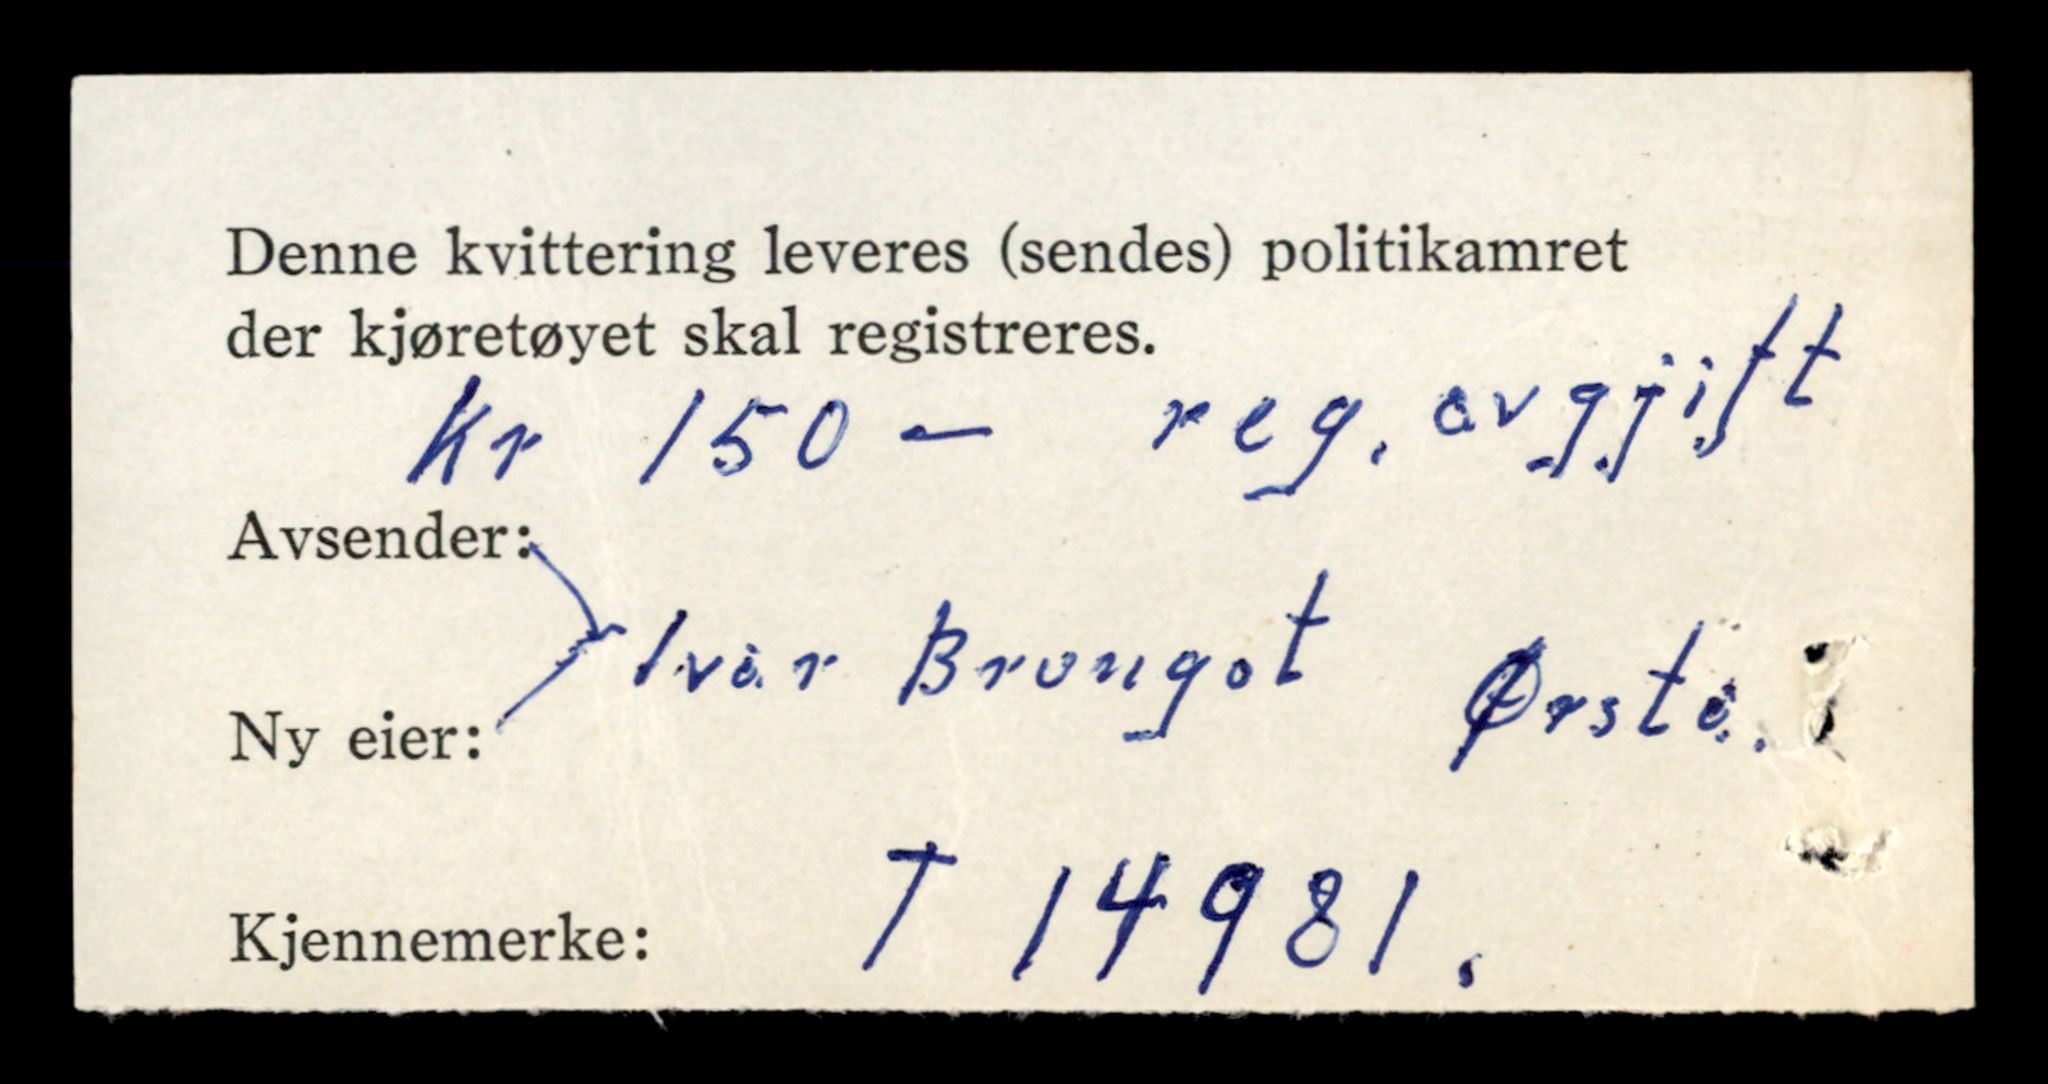 Denne kvittering leveres (sendes) politikamret
der kjøretøyet skal registreres.
Kr 150 – reg. avgjift
Avsender:
Ivar Brungot Ørsta.
Ny eier:
Kjennemerke: T 14981.